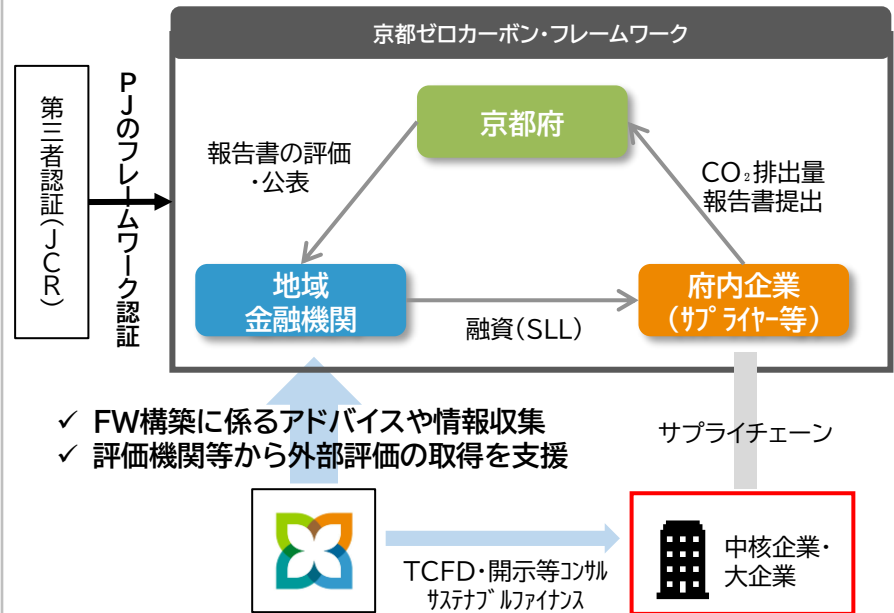 京都ゼロカーボン・フレームワーク
第三者認証(JCR)
PJのフレームワーク認証
京都府
報告書の評価
・公表
CO₂排出量
報告書提出
地域
金融機関
融資(SLL)
府内企業
(ｻﾌﾟﾗｲﾔｰ等)
✓ FW構築に係るアドバイスや情報収集
✓ 評価機関等から外部評価の取得を支援
サプライチェーン
TCFD・開示等ｺﾝｻﾙ
ｻｽﾃﾅﾌﾞﾙﾌｧｲﾅﾝｽ
中核企業・
大企業